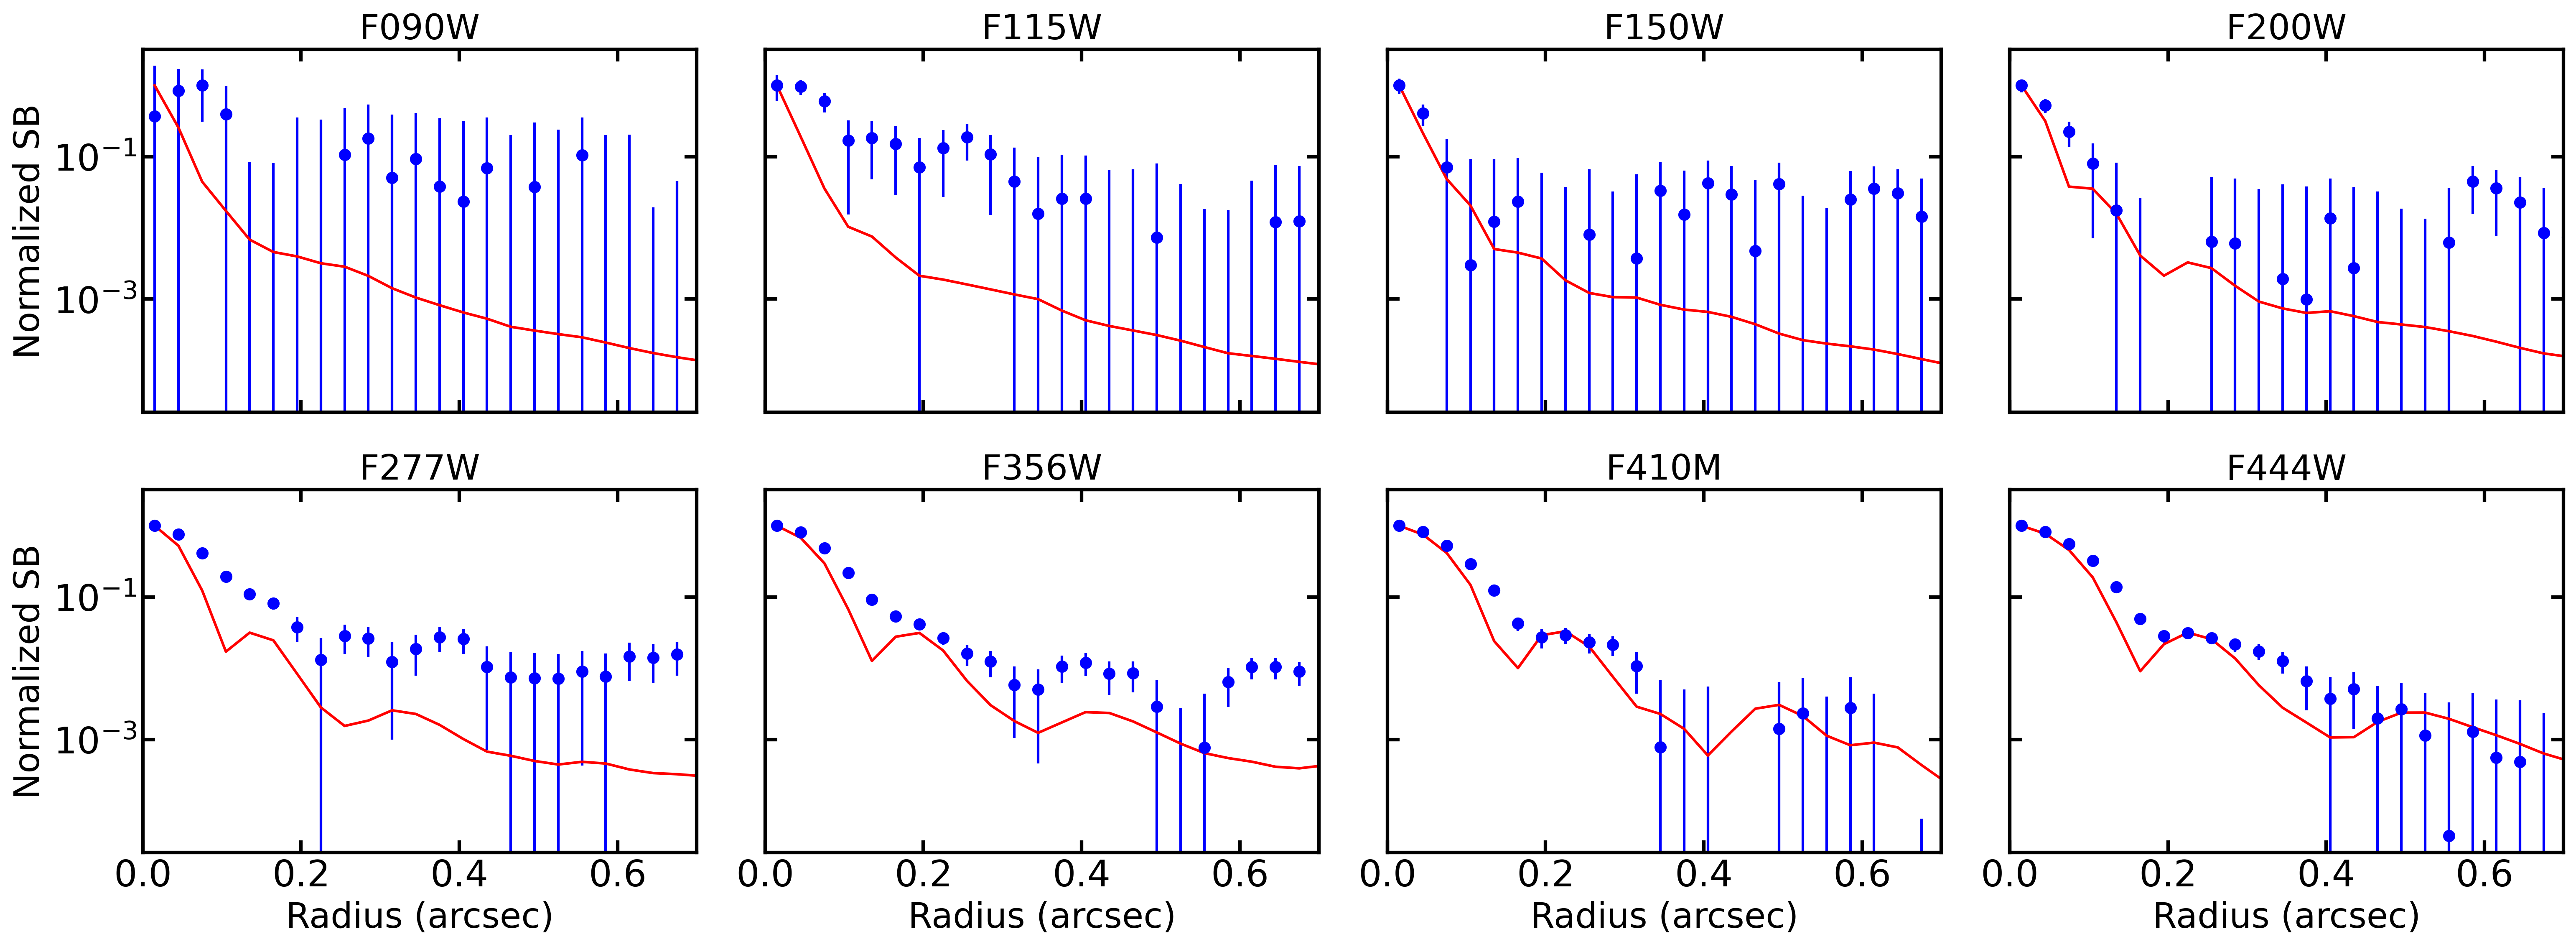 F090W F115W F150W F200W
Normalized SB
10⁻¹
10⁻³
F277W F356W F410M F444W
Normalized SB
10⁻¹
10⁻³
0.0 0.2 0.4 0.6 0.0 0.2 0.4 0.6 0.0 0.2 0.4 0.6 0.0 0.2 0.4 0.6
Radius (arcsec) Radius (arcsec) Radius (arcsec) Radius (arcsec)